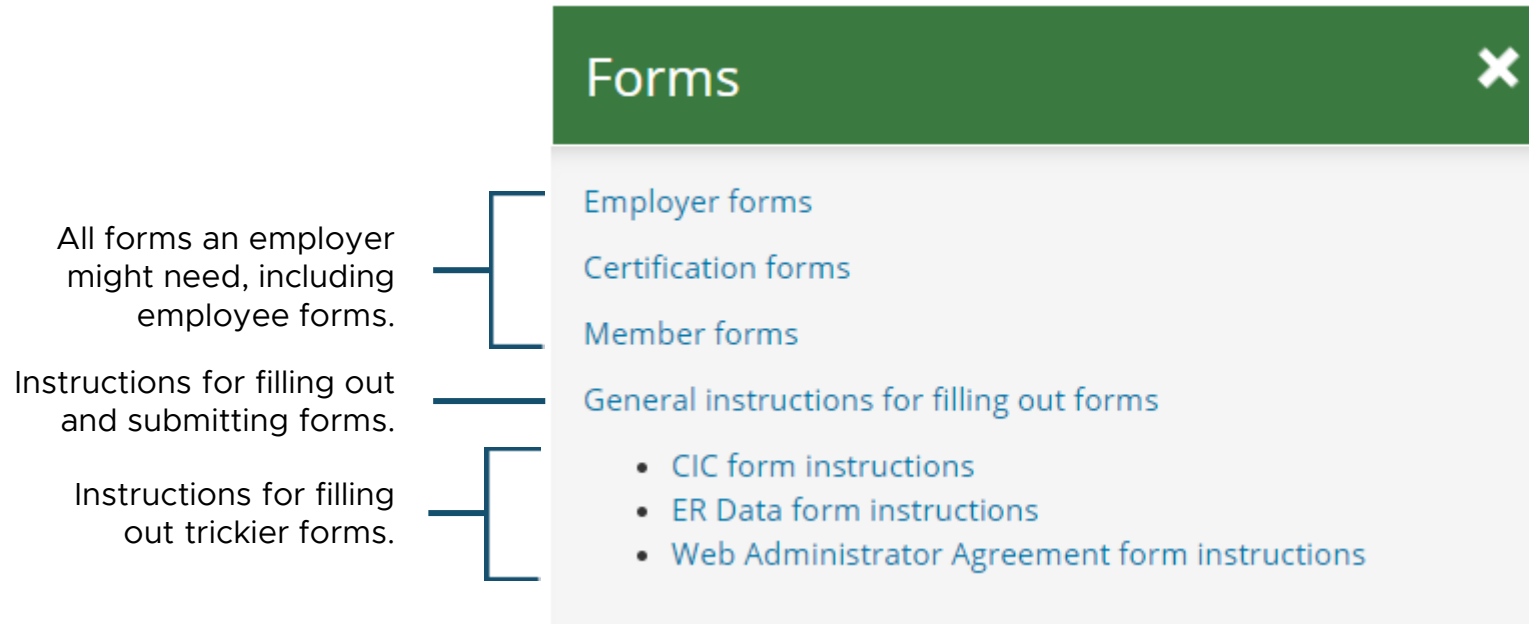 Forms
All forms an employer
might need, including
employee forms.
Employer forms
Certification forms
Member forms
Instructions for filling out
and submitting forms.
General instructions for filling out forms
Instructions for filling
out trickier forms.
• CIC form instructions
• ER Data form instructions
• Web Administrator Agreement form instructions